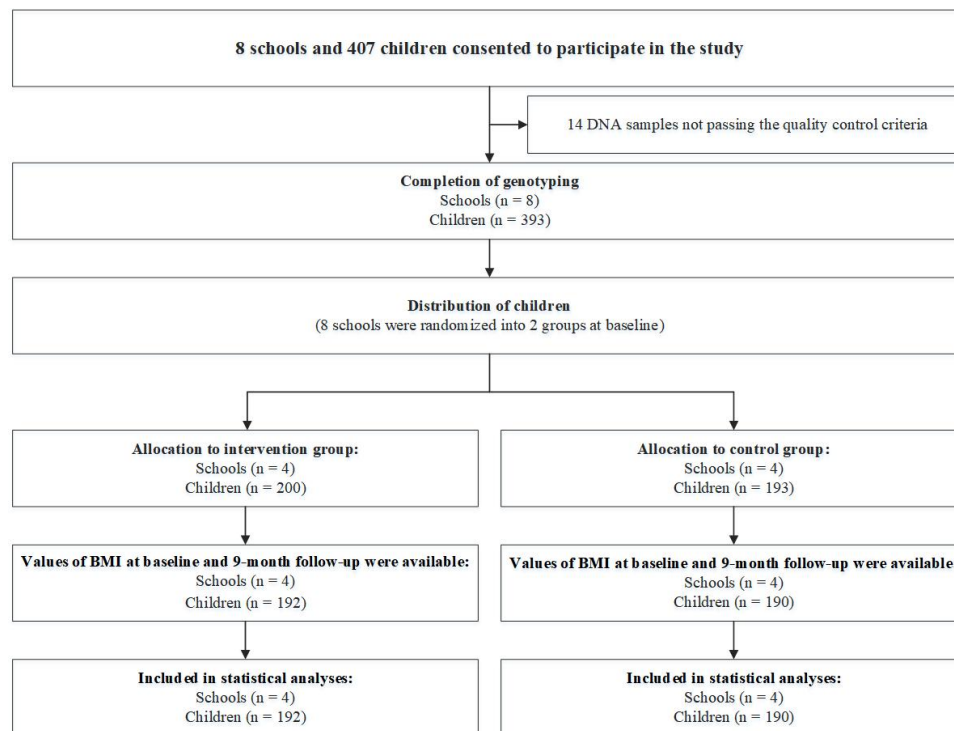 8 schools and 407 children consented to participate in the study
14 DNA samples not passing the quality control criteria
Completion of genotyping
Schools (n = 8)
Children (n = 393)
Distribution of children
(8 schools were randomized into 2 groups at baseline)
Allocation to intervention group:
Schools (n = 4)
Children (n = 200)
Allocation to control group:
Schools (n = 4)
Children (n = 193)
Values of BMI at baseline and 9-month follow-up were available:
Schools (n = 4)
Children (n = 192)
Values of BMI at baseline and 9-month follow-up were available
Schools (n = 4)
Children (n = 190)
Included in statistical analyses:
Schools (n = 4)
Children (n = 192)
Included in statistical analyses:
Schools (n = 4)
Children (n = 190)